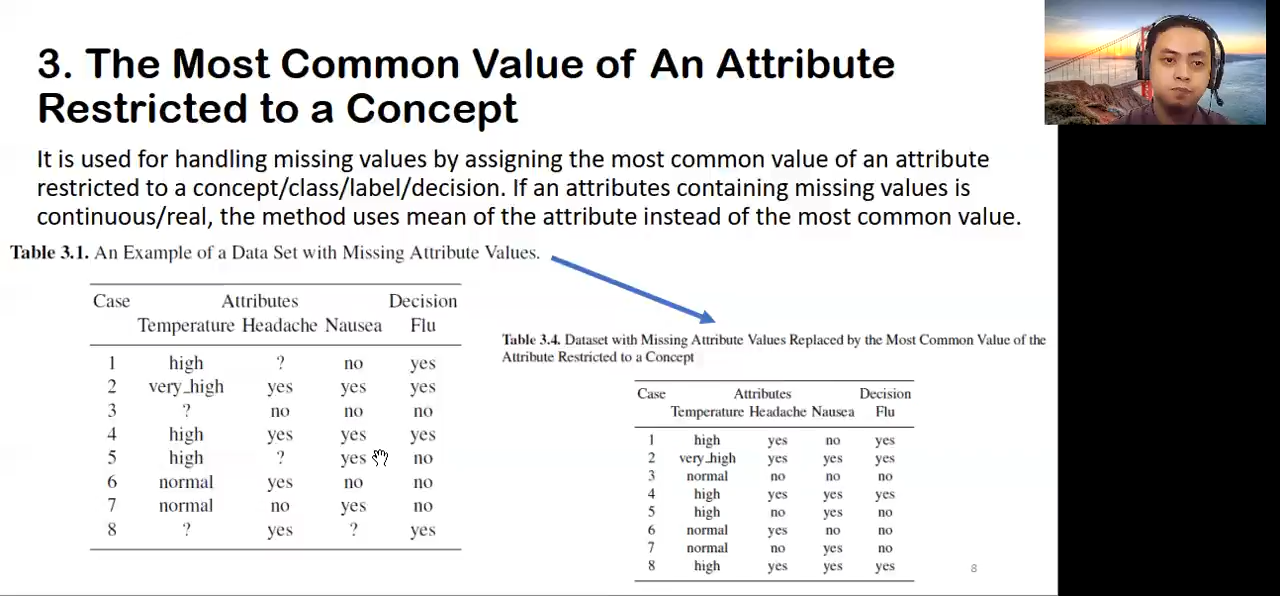 3. The Most Common Value of An Attribute
Restricted to a Concept
It is used for handling missing values by assigning the most common value of an attribute
restricted to a concept/class/label/decision. If an attributes containing missing values is
continuous/real, the method uses mean of the attribute instead of the most common value.
Table 3.1. An Example of a Data Set with Missing Attribute Values.
Case Attributes Decision
Temperature Headache Nausea Flu
1 high ? no yes
2 very_high yes yes yes
3 ? no no no
4 high yes yes yes
5 high ? yes no
6 normal yes no no
7 normal no yes no
8 ? yes ? yes
Table 3.4. Dataset with Missing Attribute Values Replaced by the Most Common Value of the
Attribute Restricted to a Concept
Case Attributes Decision
Temperature Headache Nausea Flu
1 high yes no yes
2 very_high yes yes yes
3 normal no no no
4 high yes yes yes
5 high no yes no
6 normal yes no no
7 normal no yes no
8 high yes yes yes
8